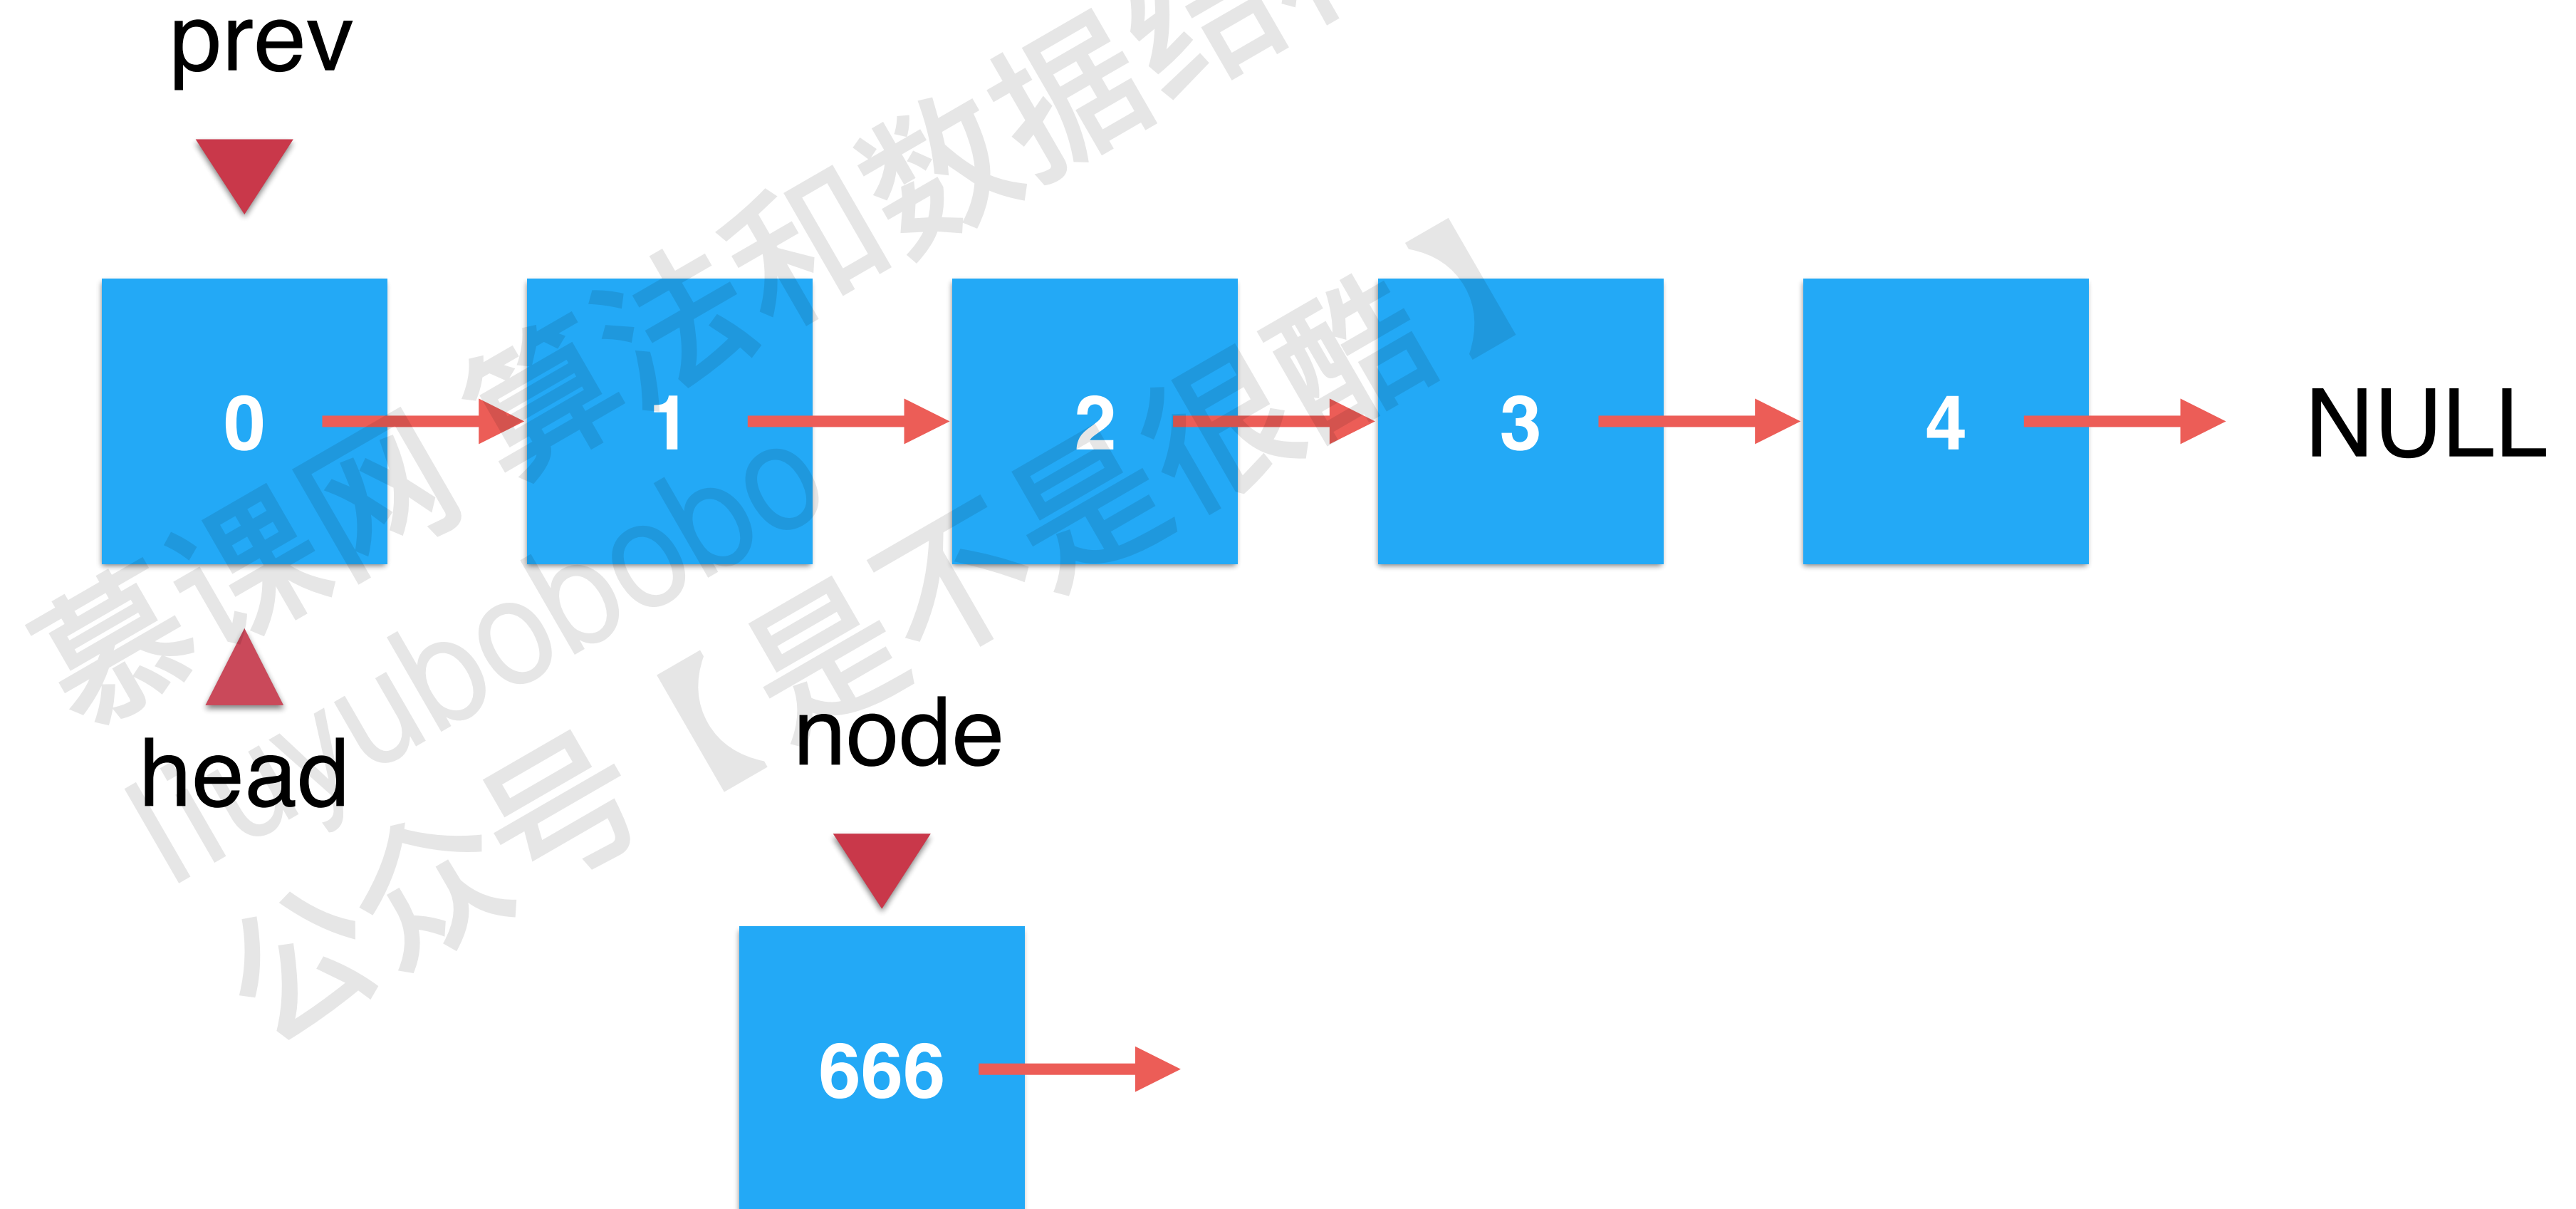 prev
0 1 2 3 4 NULL
head
node
666
慕课网 算法和数据结
liuyubobobo
公众号【是不是很酷】